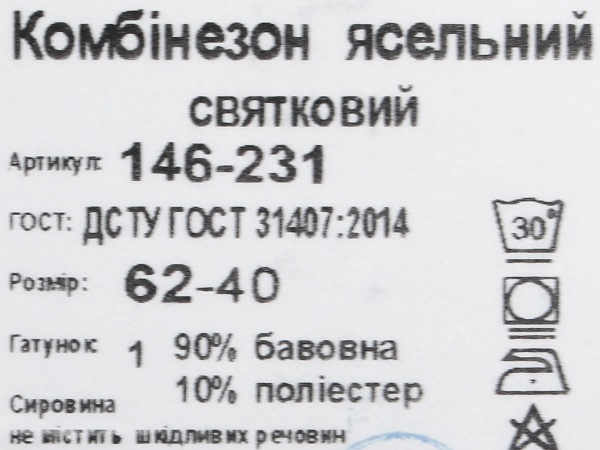 Комбінезон ясельний
святковий
Артикул: 146-231
ГОСТ: ДСТУ ГОСТ 31407:2014
30°
Розмір: 62-40
Гатунок 1 90% бавовна
10% поліестер
Сировина
не містить шкідливих речовин